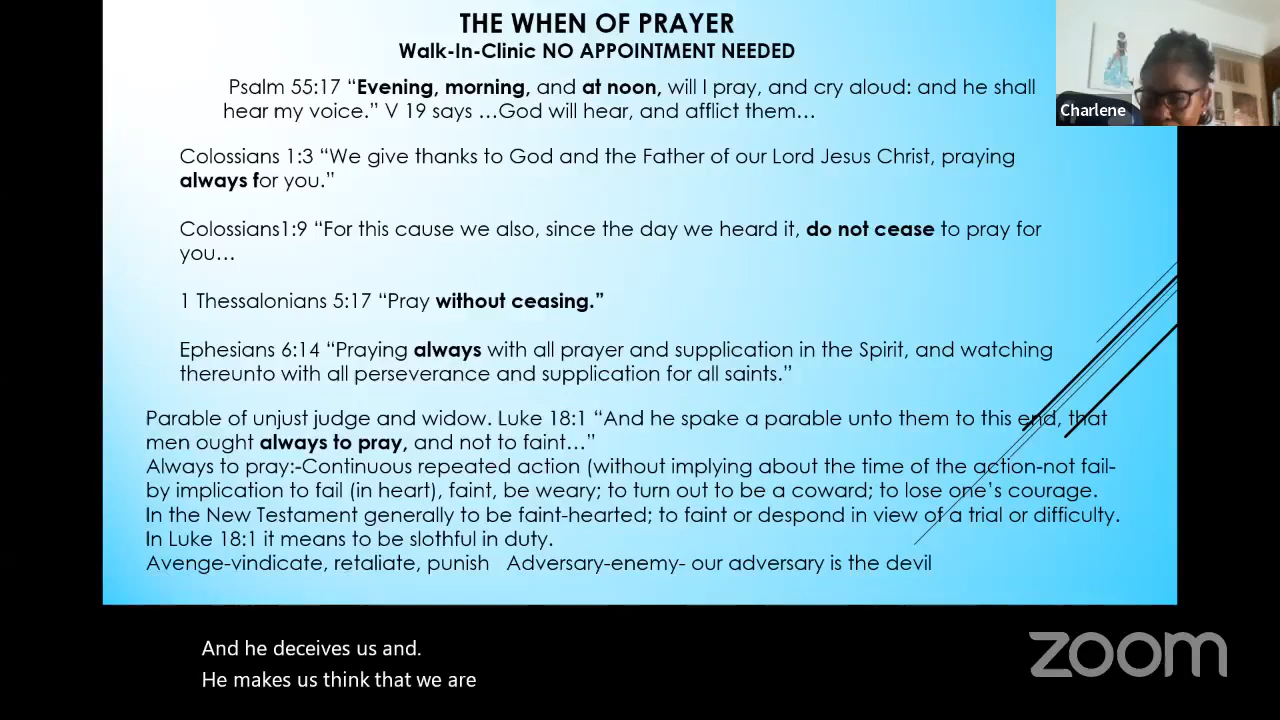 THE WHEN OF PRAYER
Walk-In-Clinic NO APPOINTMENT NEEDED
Psalm 55:17 “Evening, morning, and at noon, will I pray, and cry aloud: and he shall
hear my voice.” V 19 says …God will hear, and afflict them…
Charlene
Colossians 1:3 “We give thanks to God and the Father of our Lord Jesus Christ, praying
always for you.”
Colossians1:9 “For this cause we also, since the day we heard it, do not cease to pray for
you…
1 Thessalonians 5:17 “Pray without ceasing.”
Ephesians 6:14 “Praying always with all prayer and supplication in the Spirit, and watching
thereunto with all perseverance and supplication for all saints.”
Parable of unjust judge and widow. Luke 18:1 “And he spake a parable unto them to this end, that
men ought always to pray, and not to faint…”
Always to pray:-Continuous repeated action (without implying about the time of the action-not fail-
by implication to fail (in heart), faint, be weary; to turn out to be a coward; to lose one’s courage.
In the New Testament generally to be faint-hearted; to faint or despond in view of a trial or difficulty.
In Luke 18:1 it means to be slothful in duty.
Avenge-vindicate, retaliate, punish   Adversary-enemy- our adversary is the devil
And he deceives us and.
He makes us think that we are
zoom